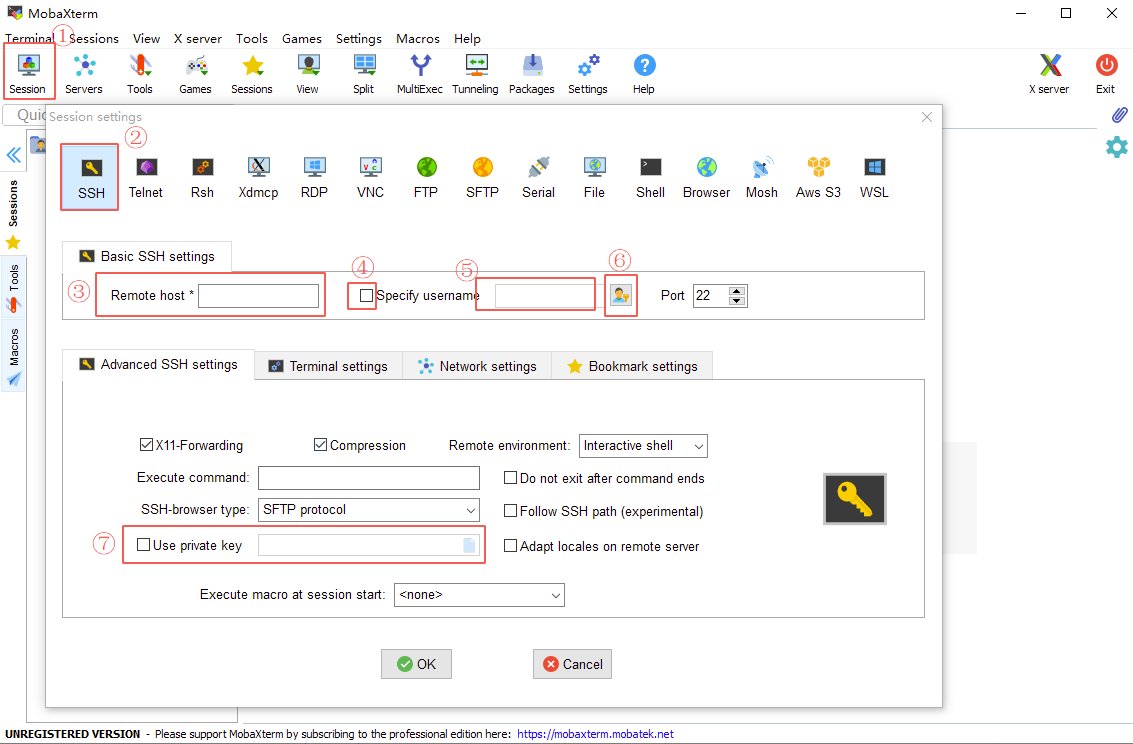 MobaXterm
Terminal Sessions View X server Tools Games Settings Macros Help
①
Session Servers Tools Games Sessions View Split MultiExec Tunneling Packages Settings Help X server Exit
Quic
Session settings
②
SSH Telnet Rsh Xdmcp RDP VNC FTP SFTP Serial File Shell Browser Mosh Aws S3 WSL
Sessions
Tools
Macros
Basic SSH settings
③ Remote host * ④ Specify username ⑤ ⑥ Port 22
Advanced SSH settings Terminal settings Network settings Bookmark settings
X11-Forwarding Compression Remote environment: Interactive shell
Execute command: Do not exit after command ends
SSH-browser type: SFTP protocol Follow SSH path (experimental)
⑦ Use private key Adapt locales on remote server
Execute macro at session start: <none>
OK Cancel
UNREGISTERED VERSION - Please support MobaXterm by subscribing to the professional edition here: https://mobaxterm.mobatek.net